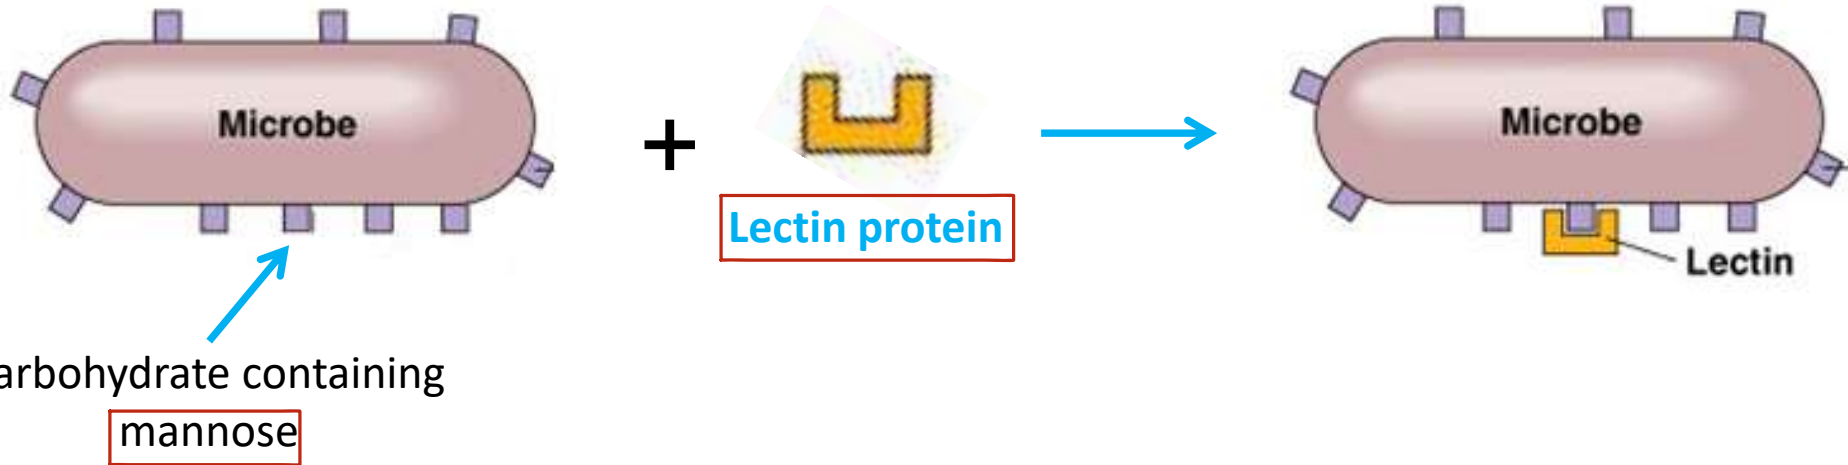 Microbe
+
Lectin protein
Microbe
Lectin
arbohydrate containing
mannose